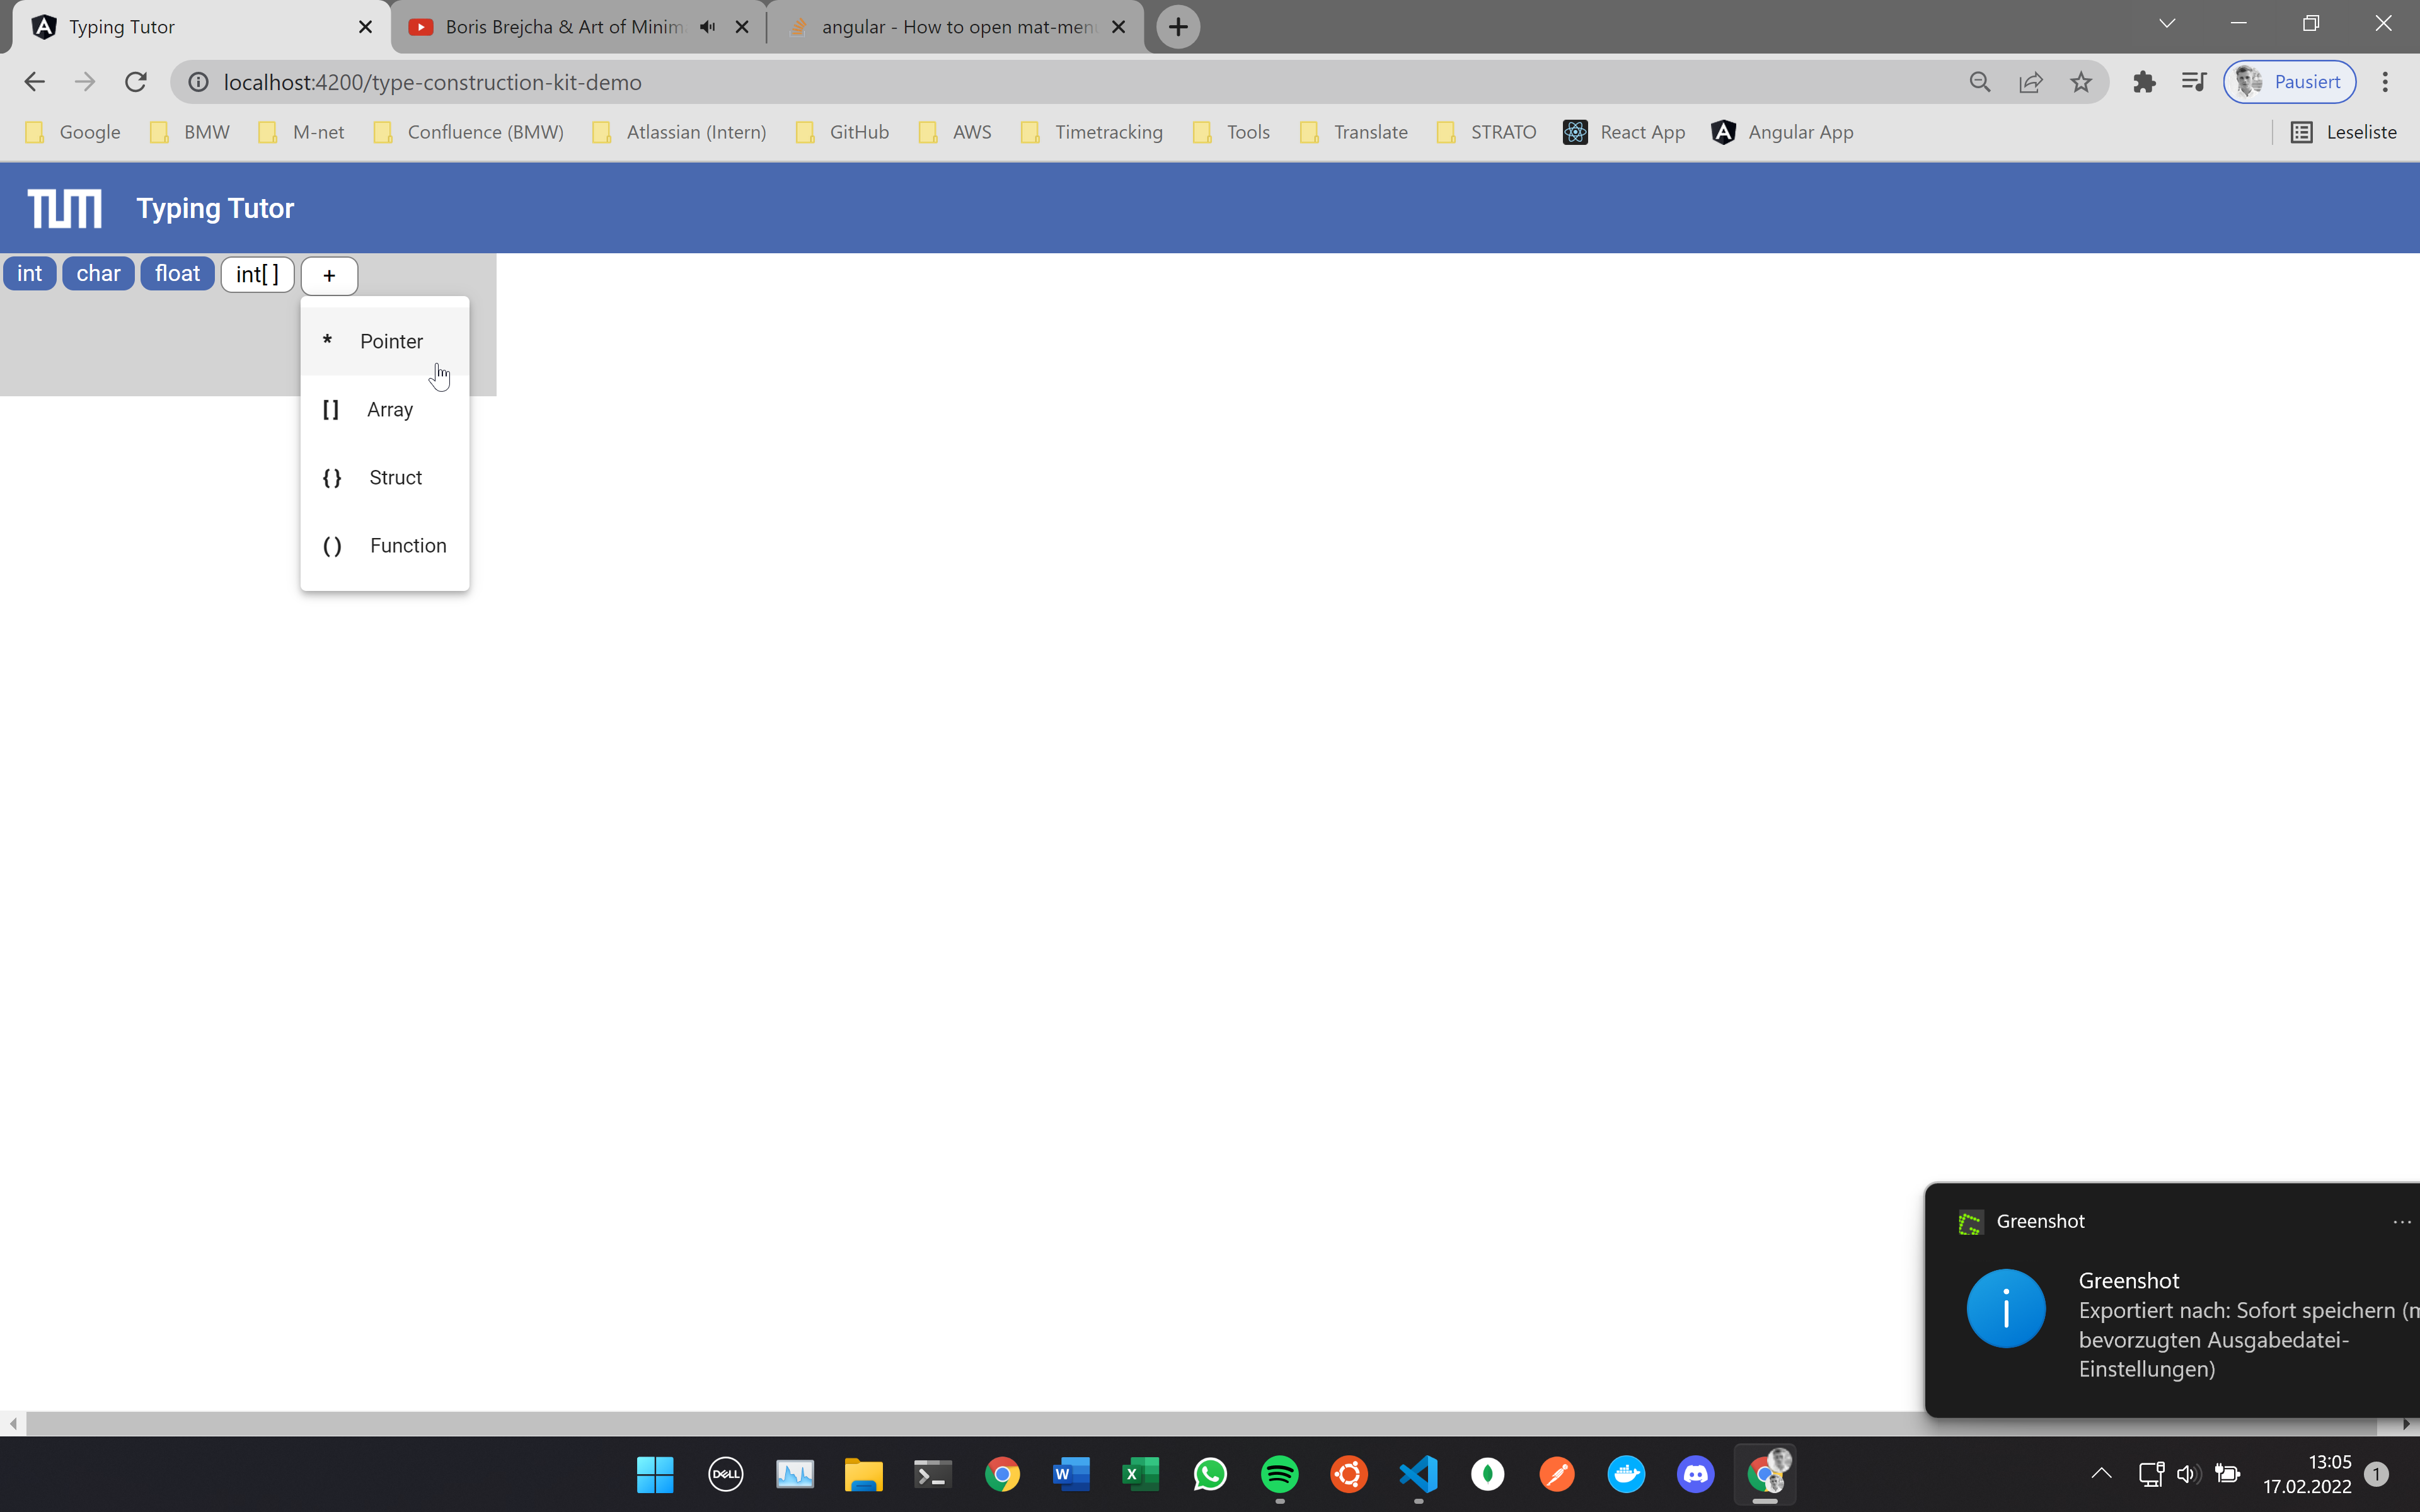 Typing Tutor
Boris Brejcha & Art of Minim
angular - How to open mat-men
localhost:4200/type-construction-kit-demo
Pausiert
Google
BMW
M-net
Confluence (BMW)
Atlassian (Intern)
GitHub
AWS
Timetracking
Tools
Translate
STRATO
React App
Angular App
Leseliste
TUM
Typing Tutor
int
char
float
int[ ]
+
* Pointer
[ ] Array
{ } Struct
( ) Function
Greenshot
...
Greenshot
Exportiert nach: Sofort speichern (m
bevorzugten Ausgabedatei-
Einstellungen)
DELL
W
X
13:05
17.02.2022
1